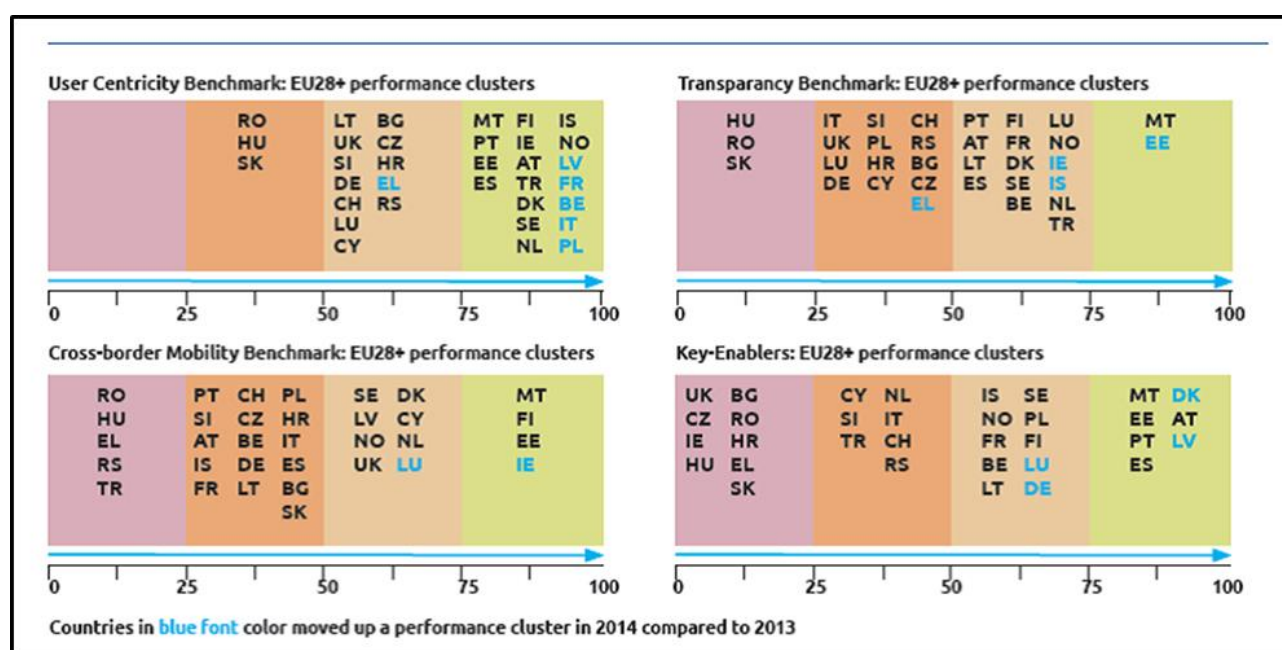 User Centricity Benchmark: EU28+ performance clusters
RO
HU
SK
LT BG
UK CZ
SI HR
DE EL
CH RS
LU
CY
MT FI IS
PT IE NO
EE AT LV
ES TR FR
DK BE
SE IT
NL PL
0 25 50 75 100
Transparancy Benchmark: EU28+ performance clusters
HU
RO
SK
IT SI CH
UK PL RS
LU HR BG
DE CY CZ
EL
PT FI LU
AT FR NO
LT DK IE
ES SE IS
BE NL
TR
MT
EE
0 25 50 75 100
Cross-border Mobility Benchmark: EU28+ performance clusters
RO
HU
EL
RS
TR
PT CH PL
SI CZ HR
AT BE IT
IS DE ES
FR LT BG
SK
SE DK
LV CY
NO NL
UK LU
MT
FI
EE
IE
0 25 50 75 100
Key-Enablers: EU28+ performance clusters
UK BG
CZ RO
IE HR
HU EL
SK
CY NL
SI IT
TR CH
RS
IS SE
NO PL
FR FI
BE LU
LT DE
MT DK
EE AT
PT LV
ES
0 25 50 75 100
Countries in blue font color moved up a performance cluster in 2014 compared to 2013